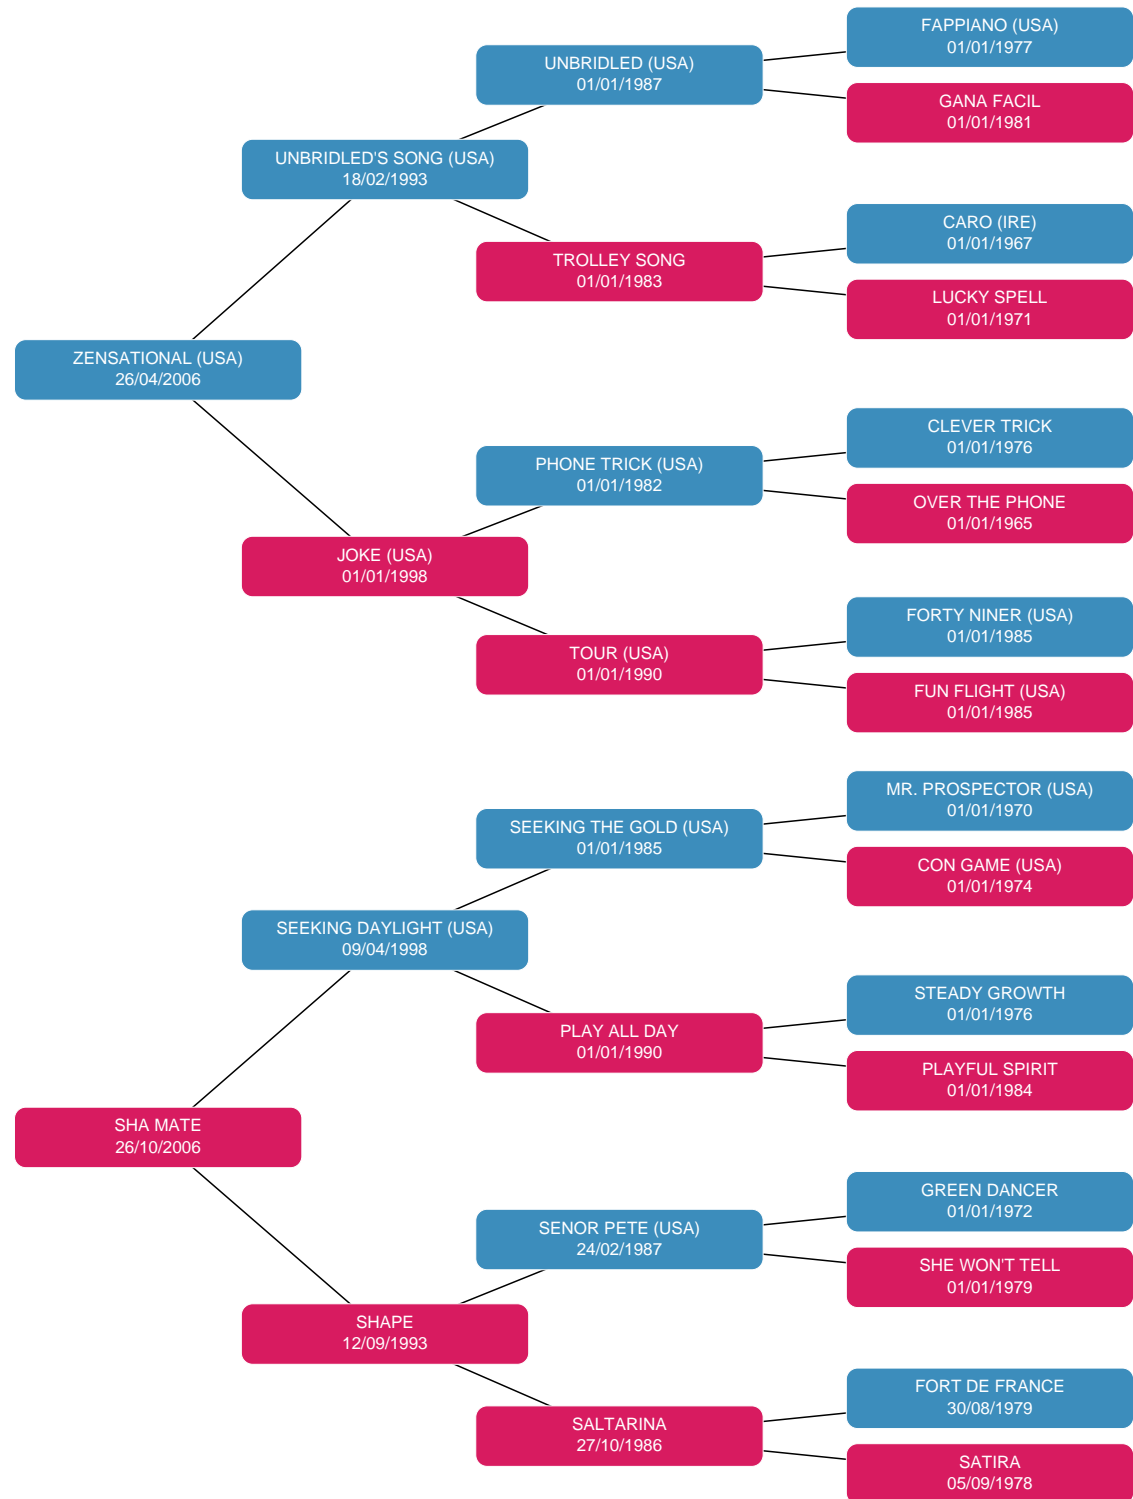 FAPPIANO (USA)
01/01/1977
UNBRIDLED (USA)
01/01/1987
GANA FACIL
01/01/1981
UNBRIDLED'S SONG (USA)
18/02/1993
CARO (IRE)
01/01/1967
TROLLEY SONG
01/01/1983
LUCKY SPELL
01/01/1971
ZENSATIONAL (USA)
26/04/2006
CLEVER TRICK
01/01/1976
PHONE TRICK (USA)
01/01/1982
OVER THE PHONE
01/01/1965
JOKE (USA)
01/01/1998
FORTY NINER (USA)
01/01/1985
TOUR (USA)
01/01/1990
FUN FLIGHT (USA)
01/01/1985
MR. PROSPECTOR (USA)
01/01/1970
SEEKING THE GOLD (USA)
01/01/1985
CON GAME (USA)
01/01/1974
SEEKING DAYLIGHT (USA)
09/04/1998
STEADY GROWTH
01/01/1976
PLAY ALL DAY
01/01/1990
PLAYFUL SPIRIT
01/01/1984
SHA MATE
26/10/2006
GREEN DANCER
01/01/1972
SENOR PETE (USA)
24/02/1987
SHE WON'T TELL
01/01/1979
SHAPE
12/09/1993
FORT DE FRANCE
30/08/1979
SALTARINA
27/10/1986
SATIRA
05/09/1978